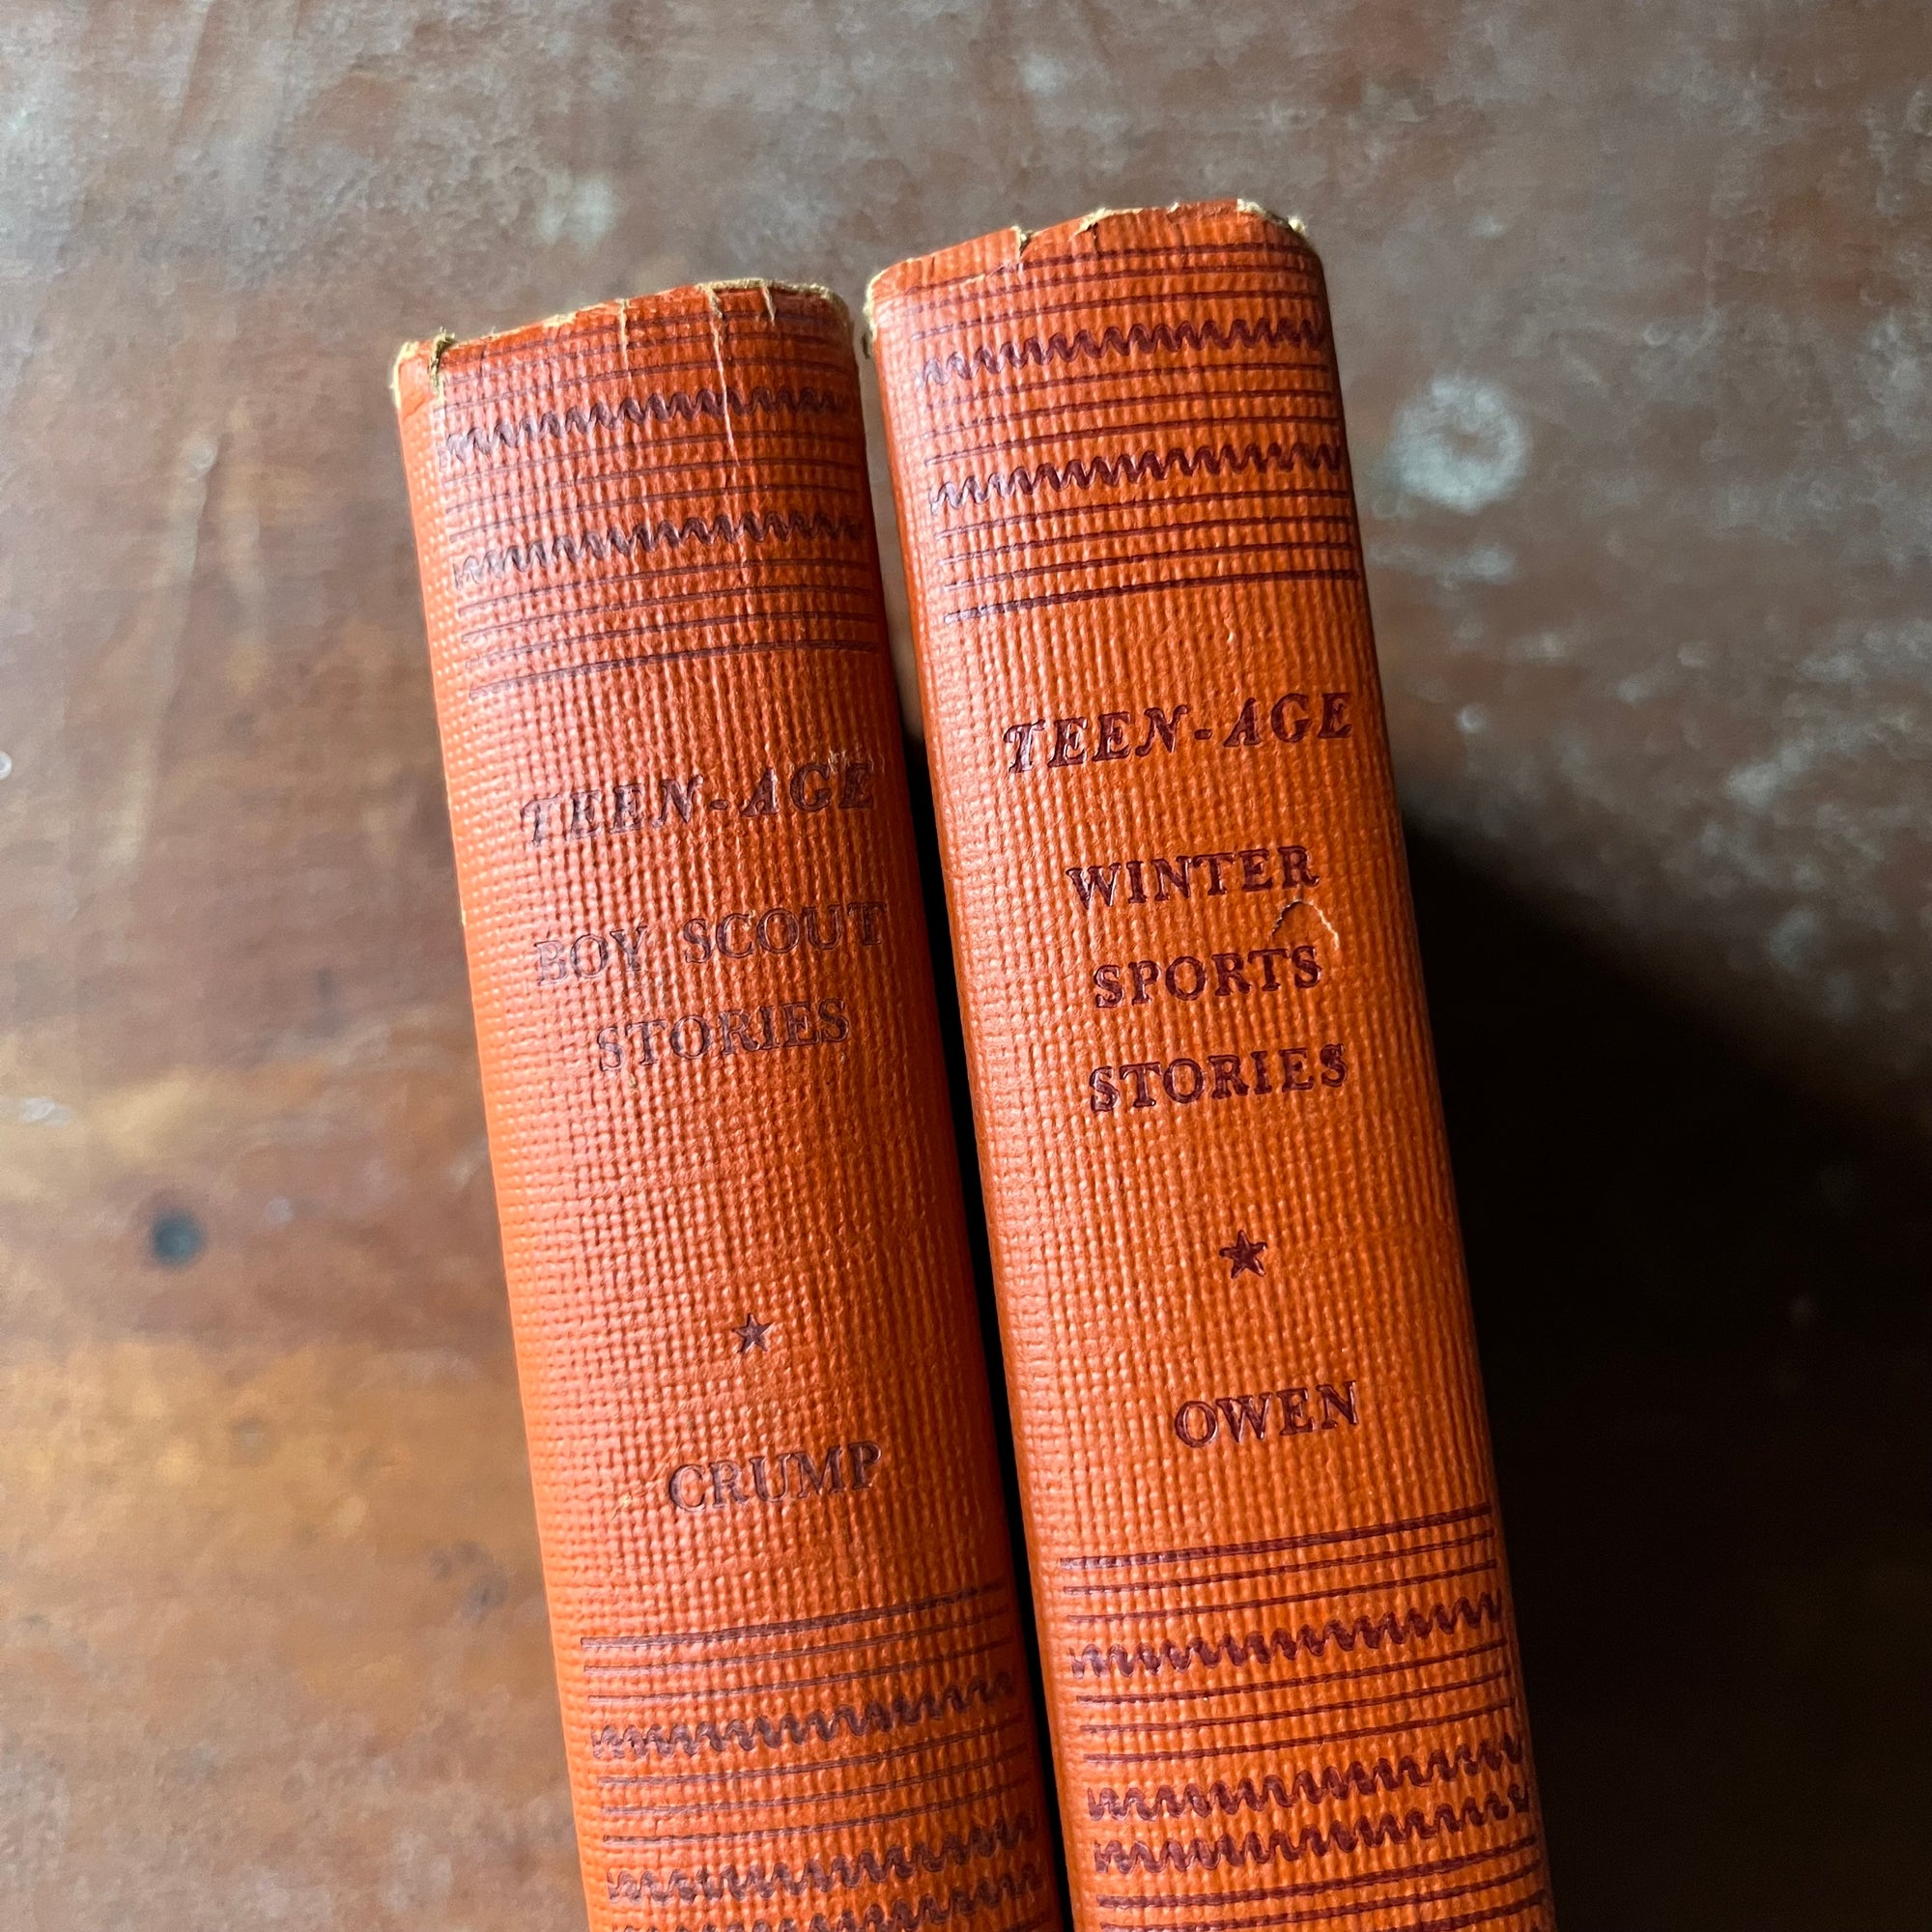 TEEN-AGE
BOY SCOUT
STORIES
CRUMP
TEEN-AGE
WINTER
SPORTS
STORIES
OWEN